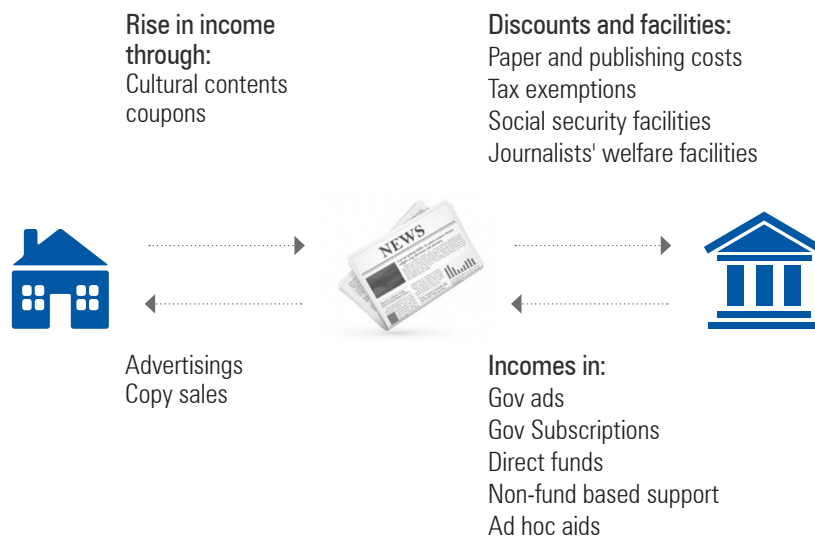 Rise in income
through:
Cultural contents
coupons
Discounts and facilities:
Paper and publishing costs
Tax exemptions
Social security facilities
Journalists' welfare facilities
NEWS
Advertisings
Copy sales
Incomes in:
Gov ads
Gov Subscriptions
Direct funds
Non-fund based support
Ad hoc aids